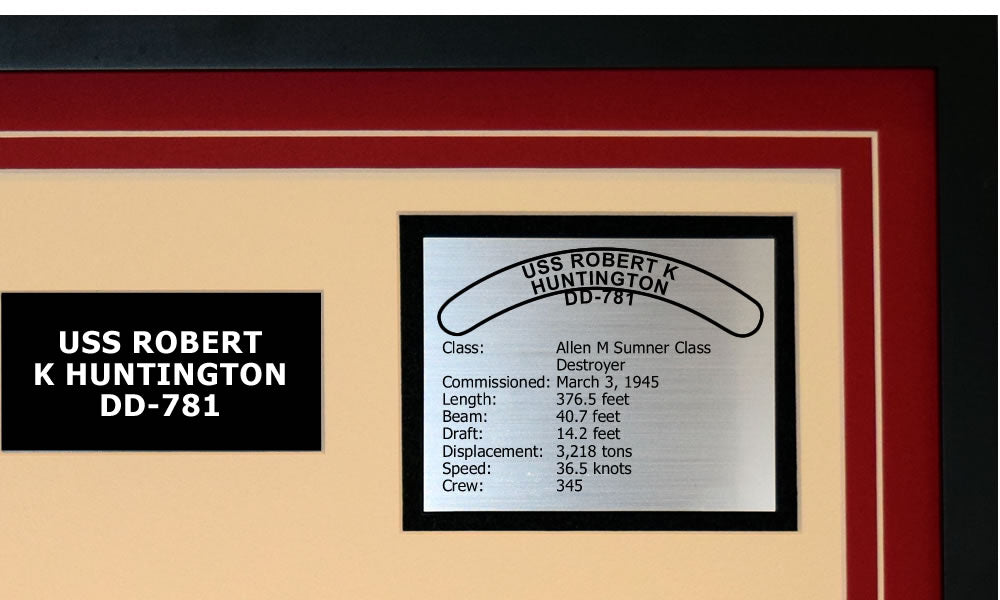 USS ROBERT
K HUNTINGTON
DD-781
USS ROBERT K
HUNTINGTON
DD-781
Class: Allen M Sumner Class
Destroyer
Commissioned: March 3, 1945
Length: 376.5 feet
Beam: 40.7 feet
Draft: 14.2 feet
Displacement: 3,218 tons
Speed: 36.5 knots
Crew: 345